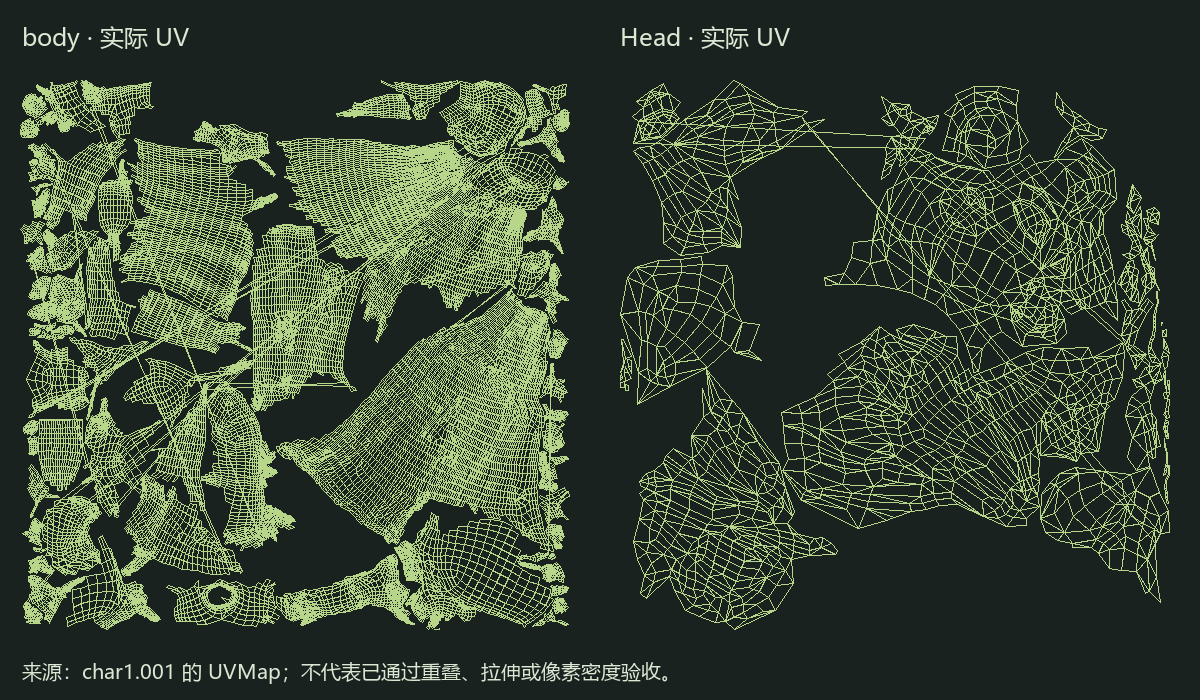 body · 实际 UV
Head · 实际 UV
来源：char1.001 的 UVMap；不代表已通过重叠、拉伸或像素密度验收。